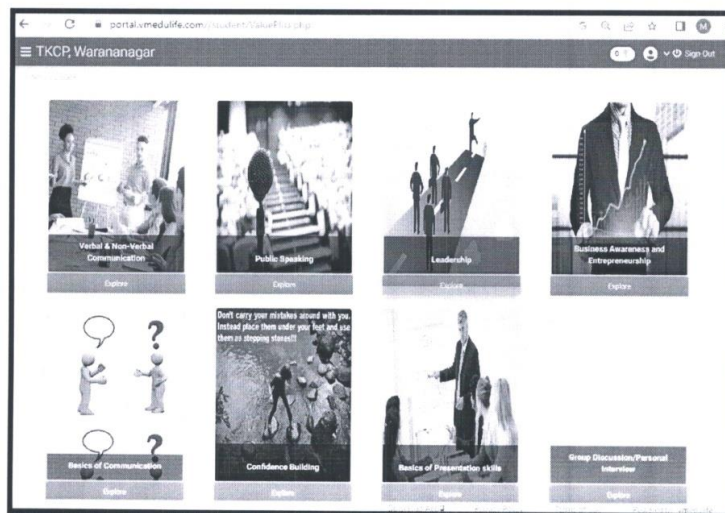 portal.vmedulife.com/student/ValuePlus.php
M
TKCP, Warananagar
Sign Out
Verbal & Non-Verbal
Communication
Public Speaking
Leadership
Business Awareness and
Entrepreneurship
Explore
Explore
Explore
Explore
Don't carry your mistakes around with you.
Instead place them under your feet and use
them as stepping stones!!!
Basics of Communication
Confidence Building
Basics of Presentation skills
Group Discussion/Personal
Interview
Explore
Explore
Explore
Explore